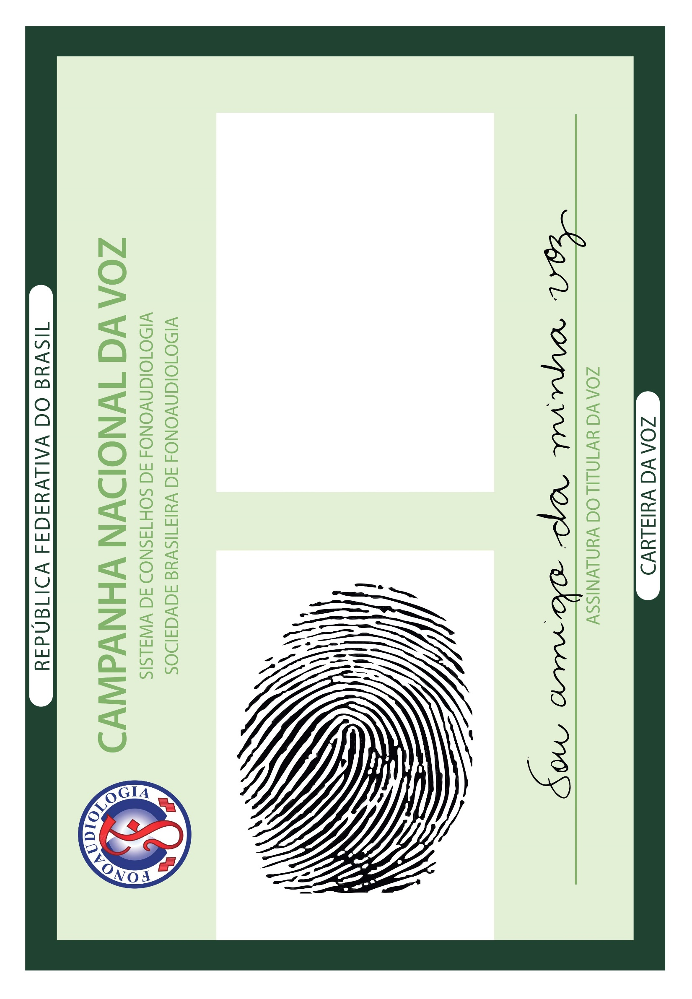 REPÚBLICA FEDERATIVA DO BRASIL
FONOAUDIOLOGIA
CAMPANHA NACIONAL DA VOZ
SISTEMA DE CONSELHOS DE FONOAUDIOLOGIA
SOCIEDADE BRASILEIRA DE FONOAUDIOLOGIA
Sou amigo da minha voz
ASSINATURA DO TITULAR DA VOZ
CARTEIRA DA VOZ